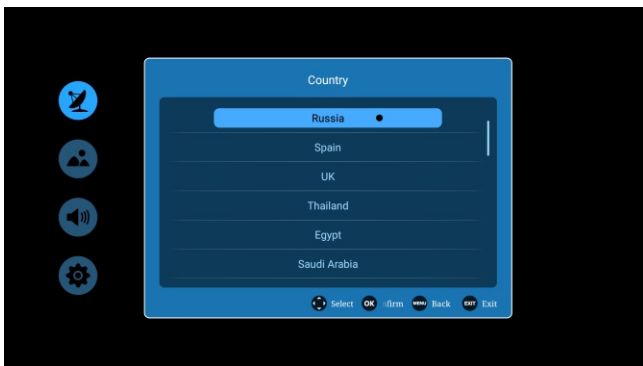 Country
Russia
Spain
UK
Thailand
Egypt
Saudi Arabia
Select OK nfirm MENU Back EXIT Exit